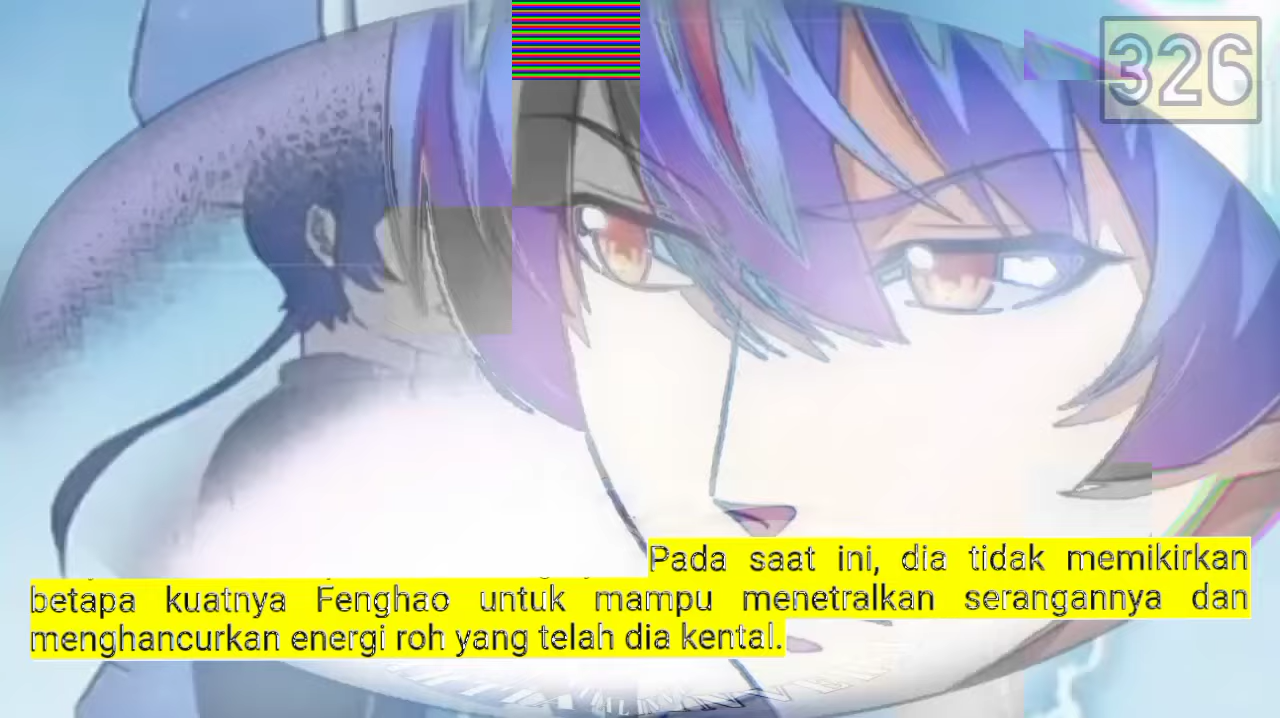 326
Pada saat ini, dia tidak memikirkan
betapa kuatnya Fenghao untuk mampu menetralkan serangannya dan
menghancurkan energi roh yang telah dia kental.